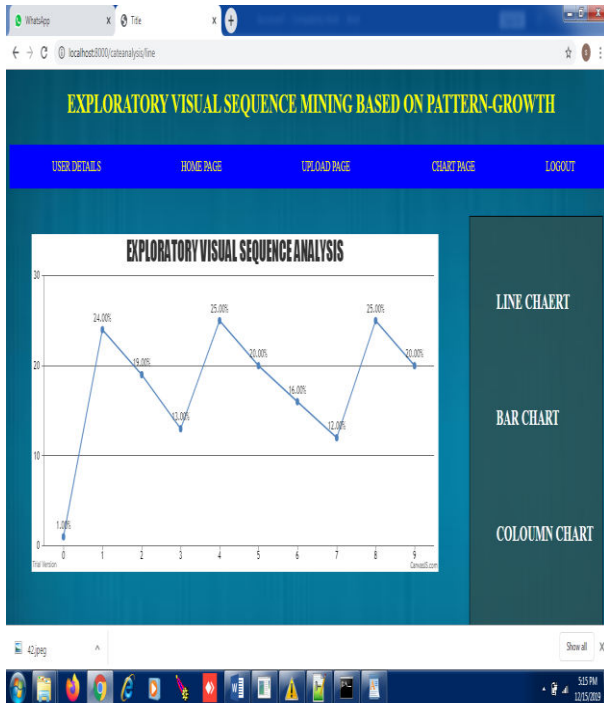 WhatsApp
Title
localhost:8000/cateanalysis/line
EXPLORATORY VISUAL SEQUENCE MINING BASED ON PATTERN-GROWTH
USER DETAILS HOME PAGE UPLOAD PAGE CHART PAGE LOGOUT
EXPLORATORY VISUAL SEQUENCE ANALYSIS
30
24.00% 25.00% 25.00%
20 19.00% 20.00% 20.00%
13.00% 16.00% 12.00%
10
1.00%
0
0 1 2 3 4 5 6 7 8 9
Trial Version CanvasJS.com
LINE CHAERT
BAR CHART
COLOUMN CHART
42.jpeg Show all
5:15 PM
12/15/2019